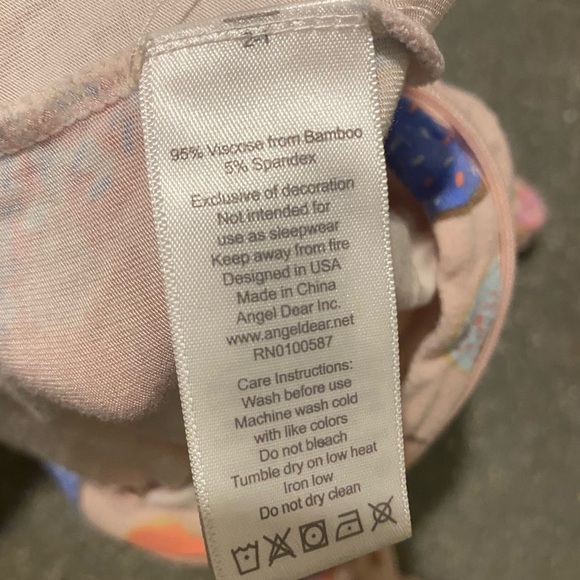 95% Viscose from Bamboo
5% Spandex
Exclusive of decoration
Not intended for
use as sleepwear
Keep away from fire
Designed in USA
Made in China
Angel Dear Inc.
www.angeldear.net
RN0100587
Care Instructions:
Wash before use
Machine wash cold
with like colors
Do not bleach
Tumble dry on low heat
Iron low
Do not dry clean